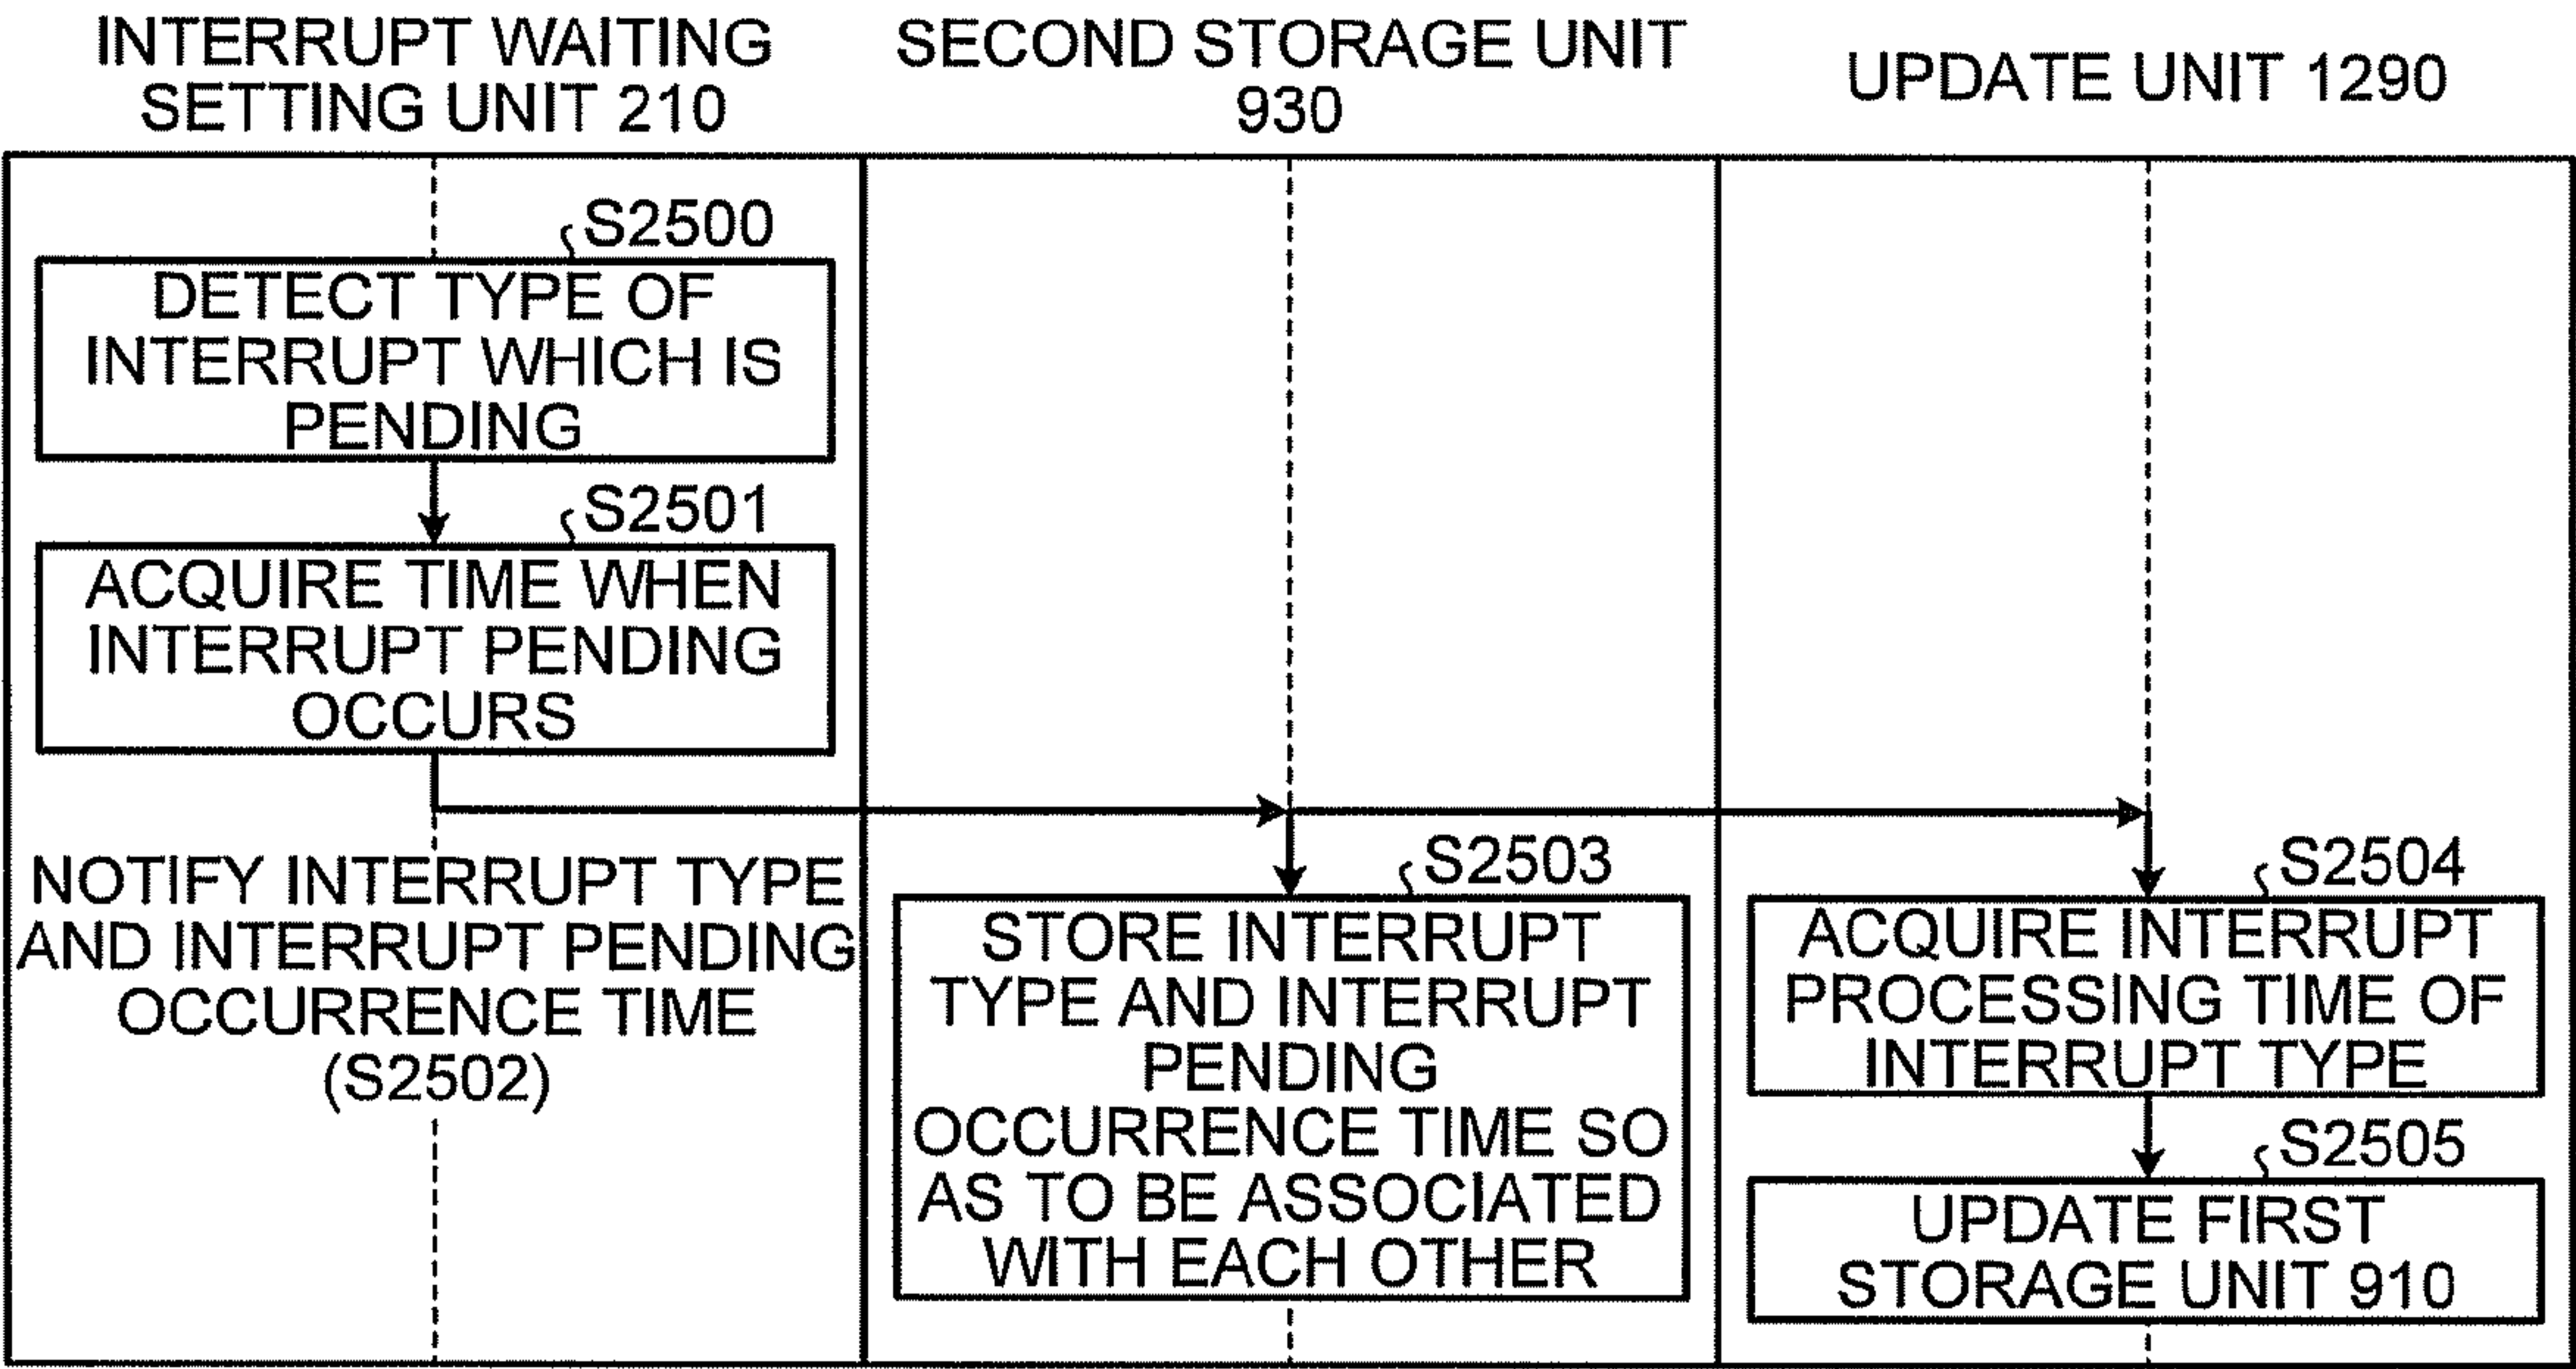 INTERRUPT WAITING
SETTING UNIT 210
SECOND STORAGE UNIT
930
UPDATE UNIT 1290
S2500
DETECT TYPE OF
INTERRUPT WHICH IS
PENDING
S2501
ACQUIRE TIME WHEN
INTERRUPT PENDING
OCCURS
NOTIFY INTERRUPT TYPE
AND INTERRUPT PENDING
OCCURRENCE TIME
(S2502)
S2503
STORE INTERRUPT
TYPE AND INTERRUPT
PENDING
OCCURRENCE TIME SO
AS TO BE ASSOCIATED
WITH EACH OTHER
S2504
ACQUIRE INTERRUPT
PROCESSING TIME OF
INTERRUPT TYPE
S2505
UPDATE FIRST
STORAGE UNIT 910